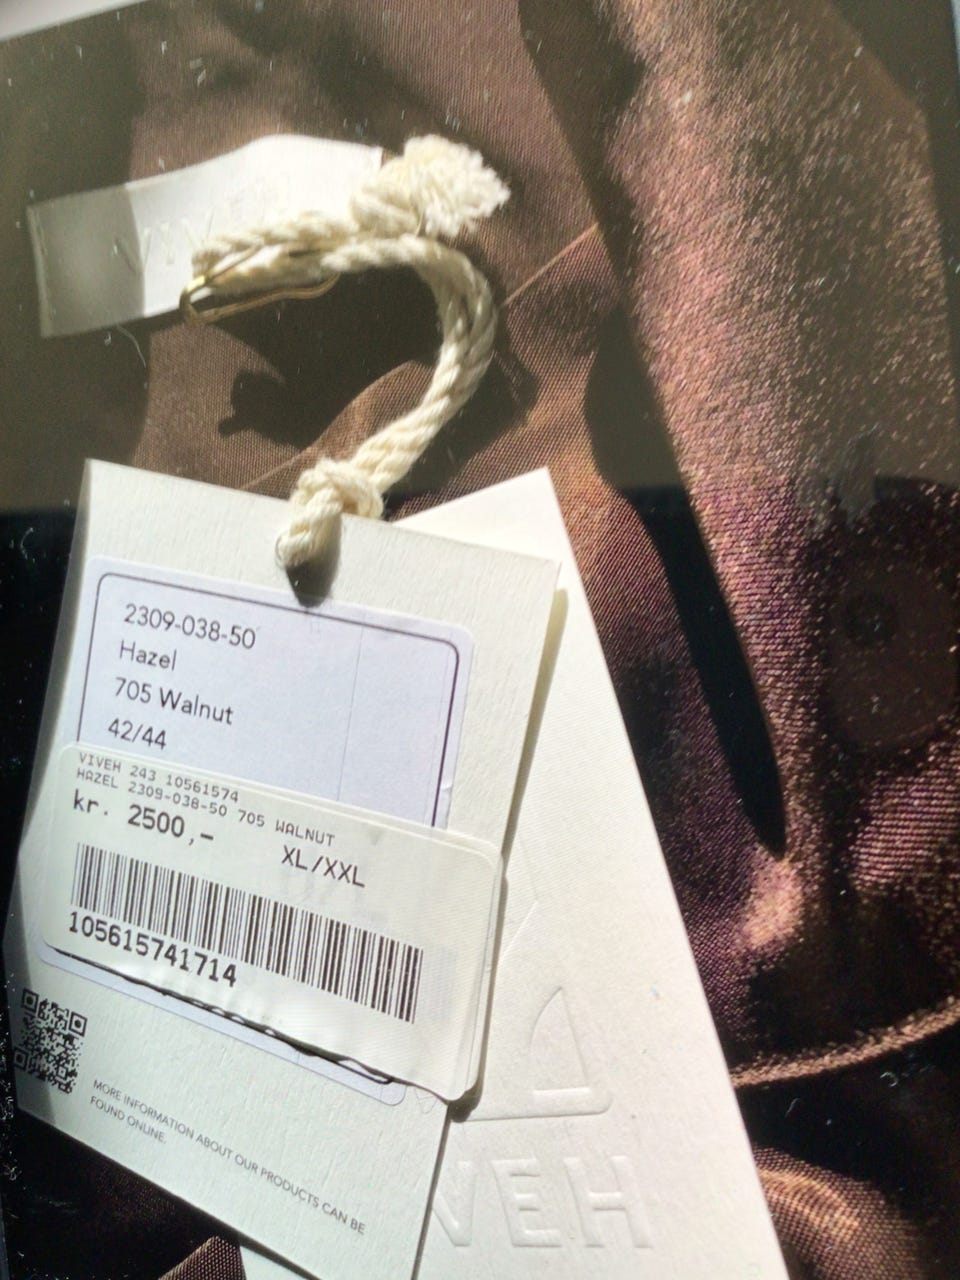 2309-038-50
Hazel
705 Walnut
42/44
VIVEH 243 10561574
HAZEL 2309-038-50 705 WALNUT
kr. 2500,-
XL/XXL
105615741714
MORE INFORMATION ABOUT OUR PRODUCTS CAN BE
FOUND ONLINE.
VEH